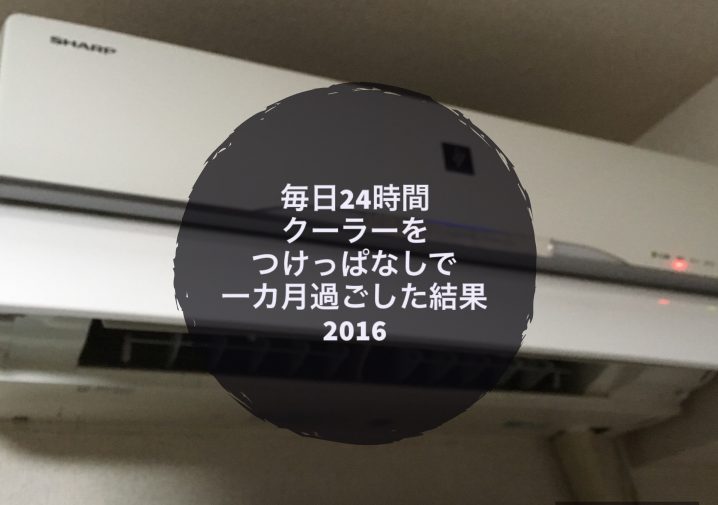 SHARP
毎日24時間
クーラーを
つけっぱなしで
一カ月過ごした結果
2016